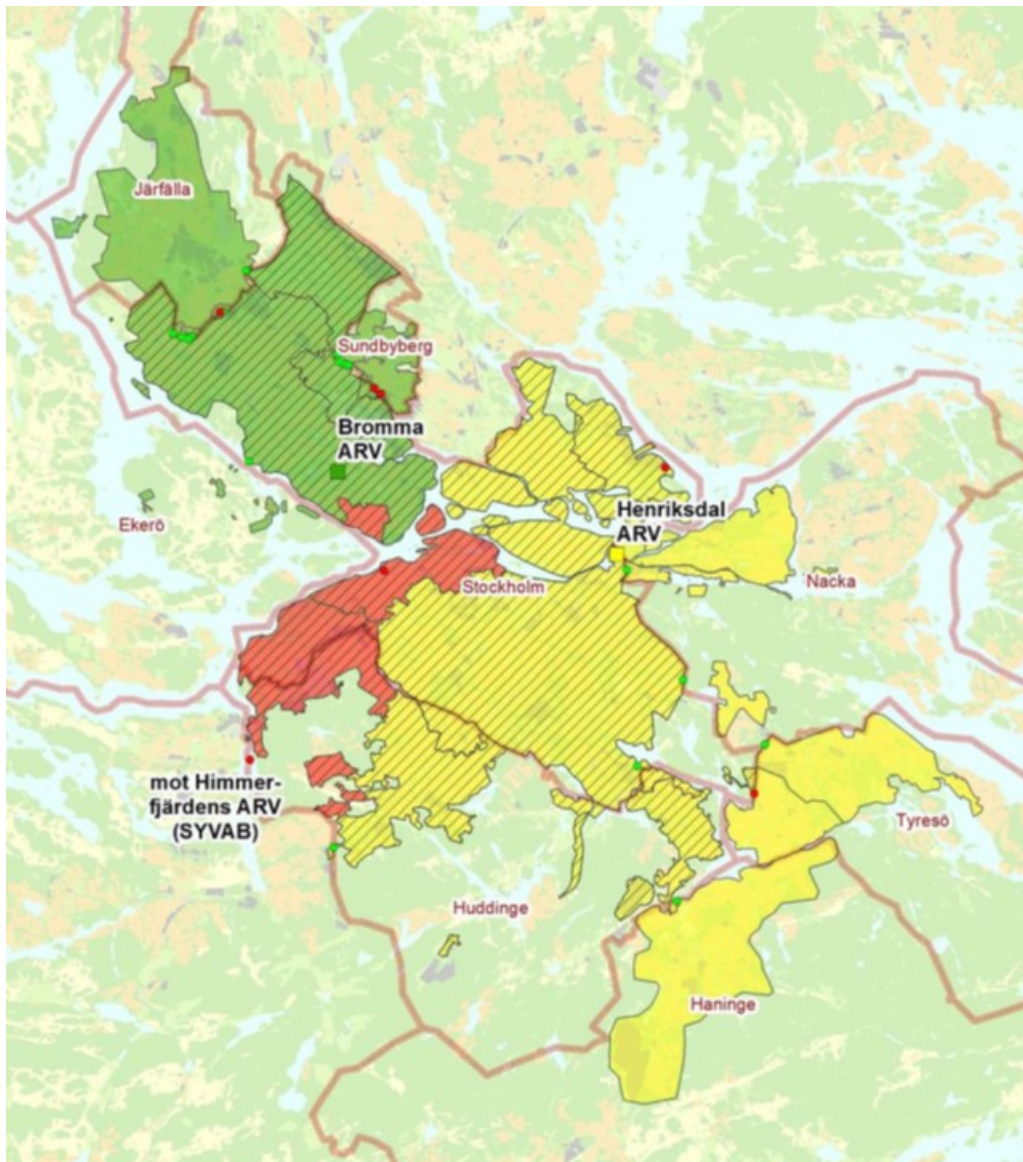 Järfälla
Sundbyberg
Bromma
ARV
Ekerö
Henriksdal
ARV
Stockholm
Nacka
mot Himmer-
fjärdens ARV
(SYVAB)
Tyresö
Huddinge
Haninge